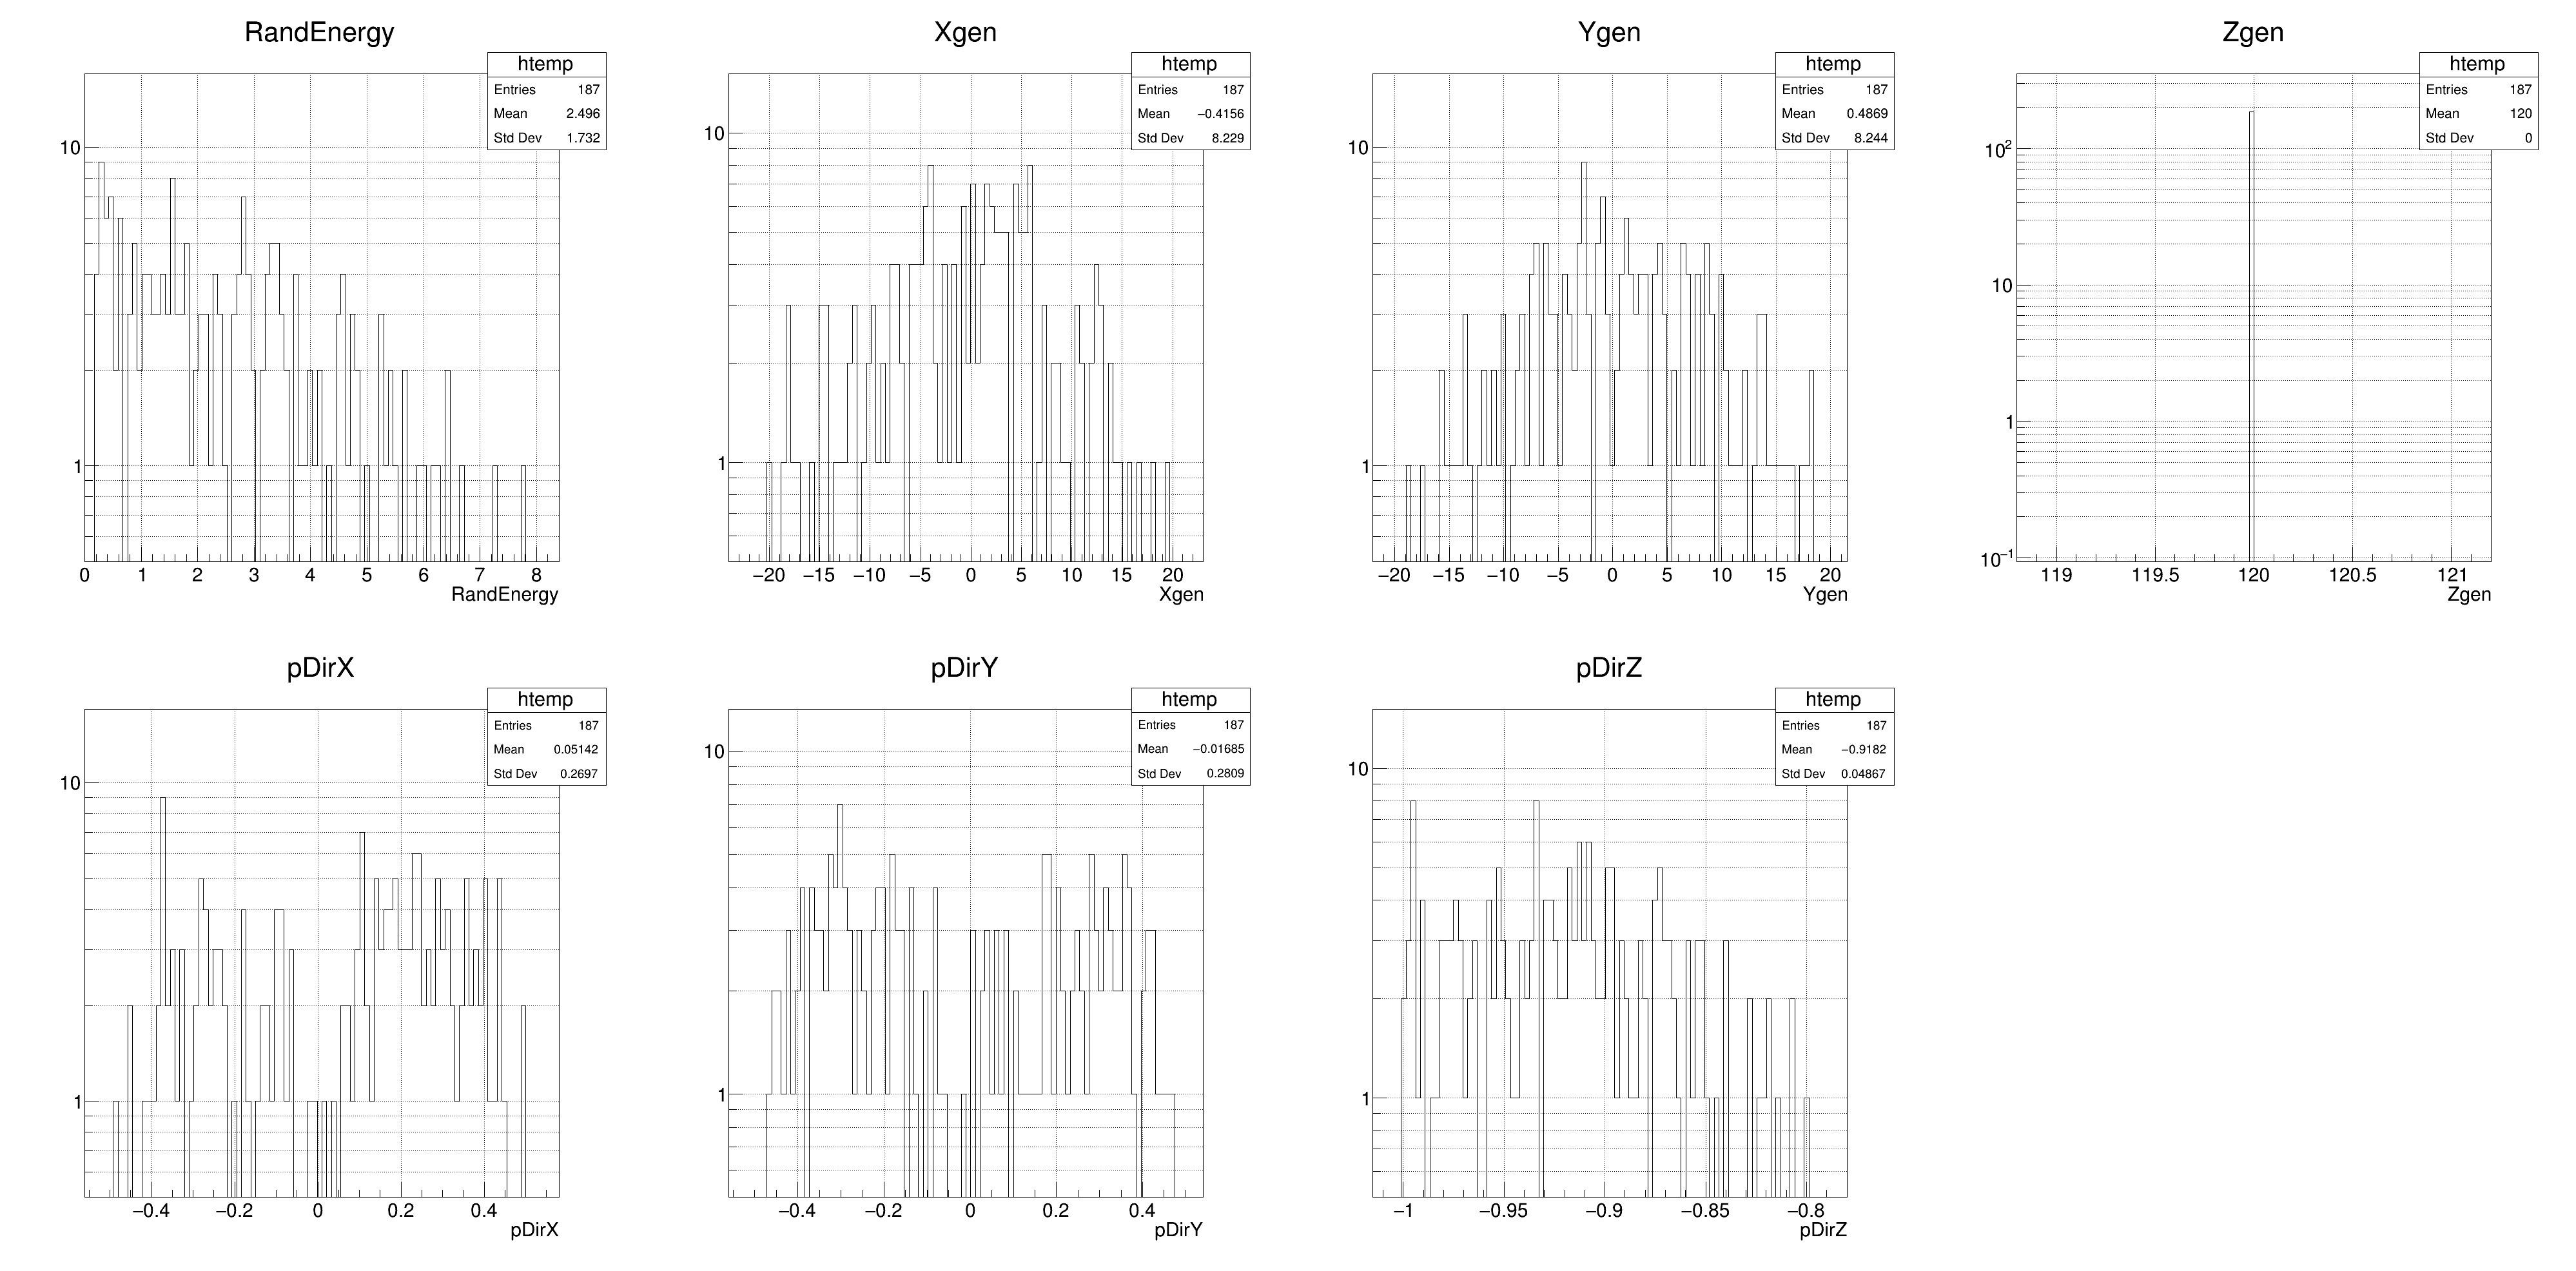 RandEnergy
htemp
Entries 187
Mean 2.496
Std Dev 1.732
10
1
0 1 2 3 4 5 6 7 8
RandEnergy
Xgen
htemp
Entries 187
Mean −0.4156
Std Dev 8.229
10
1
−20 −15 −10 −5 0 5 10 15 20
Xgen
Ygen
htemp
Entries 187
Mean 0.4869
Std Dev 8.244
10
1
−20 −15 −10 −5 0 5 10 15 20
Ygen
Zgen
htemp
Entries 187
Mean 120
Std Dev 0
10²
10
1
10⁻¹
119 119.5 120 120.5 121
Zgen
pDirX
htemp
Entries 187
Mean 0.05142
Std Dev 0.2697
10
1
−0.4 −0.2 0 0.2 0.4
pDirX
pDirY
htemp
Entries 187
Mean −0.01685
Std Dev 0.2809
10
1
−0.4 −0.2 0 0.2 0.4
pDirY
pDirZ
htemp
Entries 187
Mean −0.9182
Std Dev 0.04867
10
1
−1 −0.95 −0.9 −0.85 −0.8
pDirZ